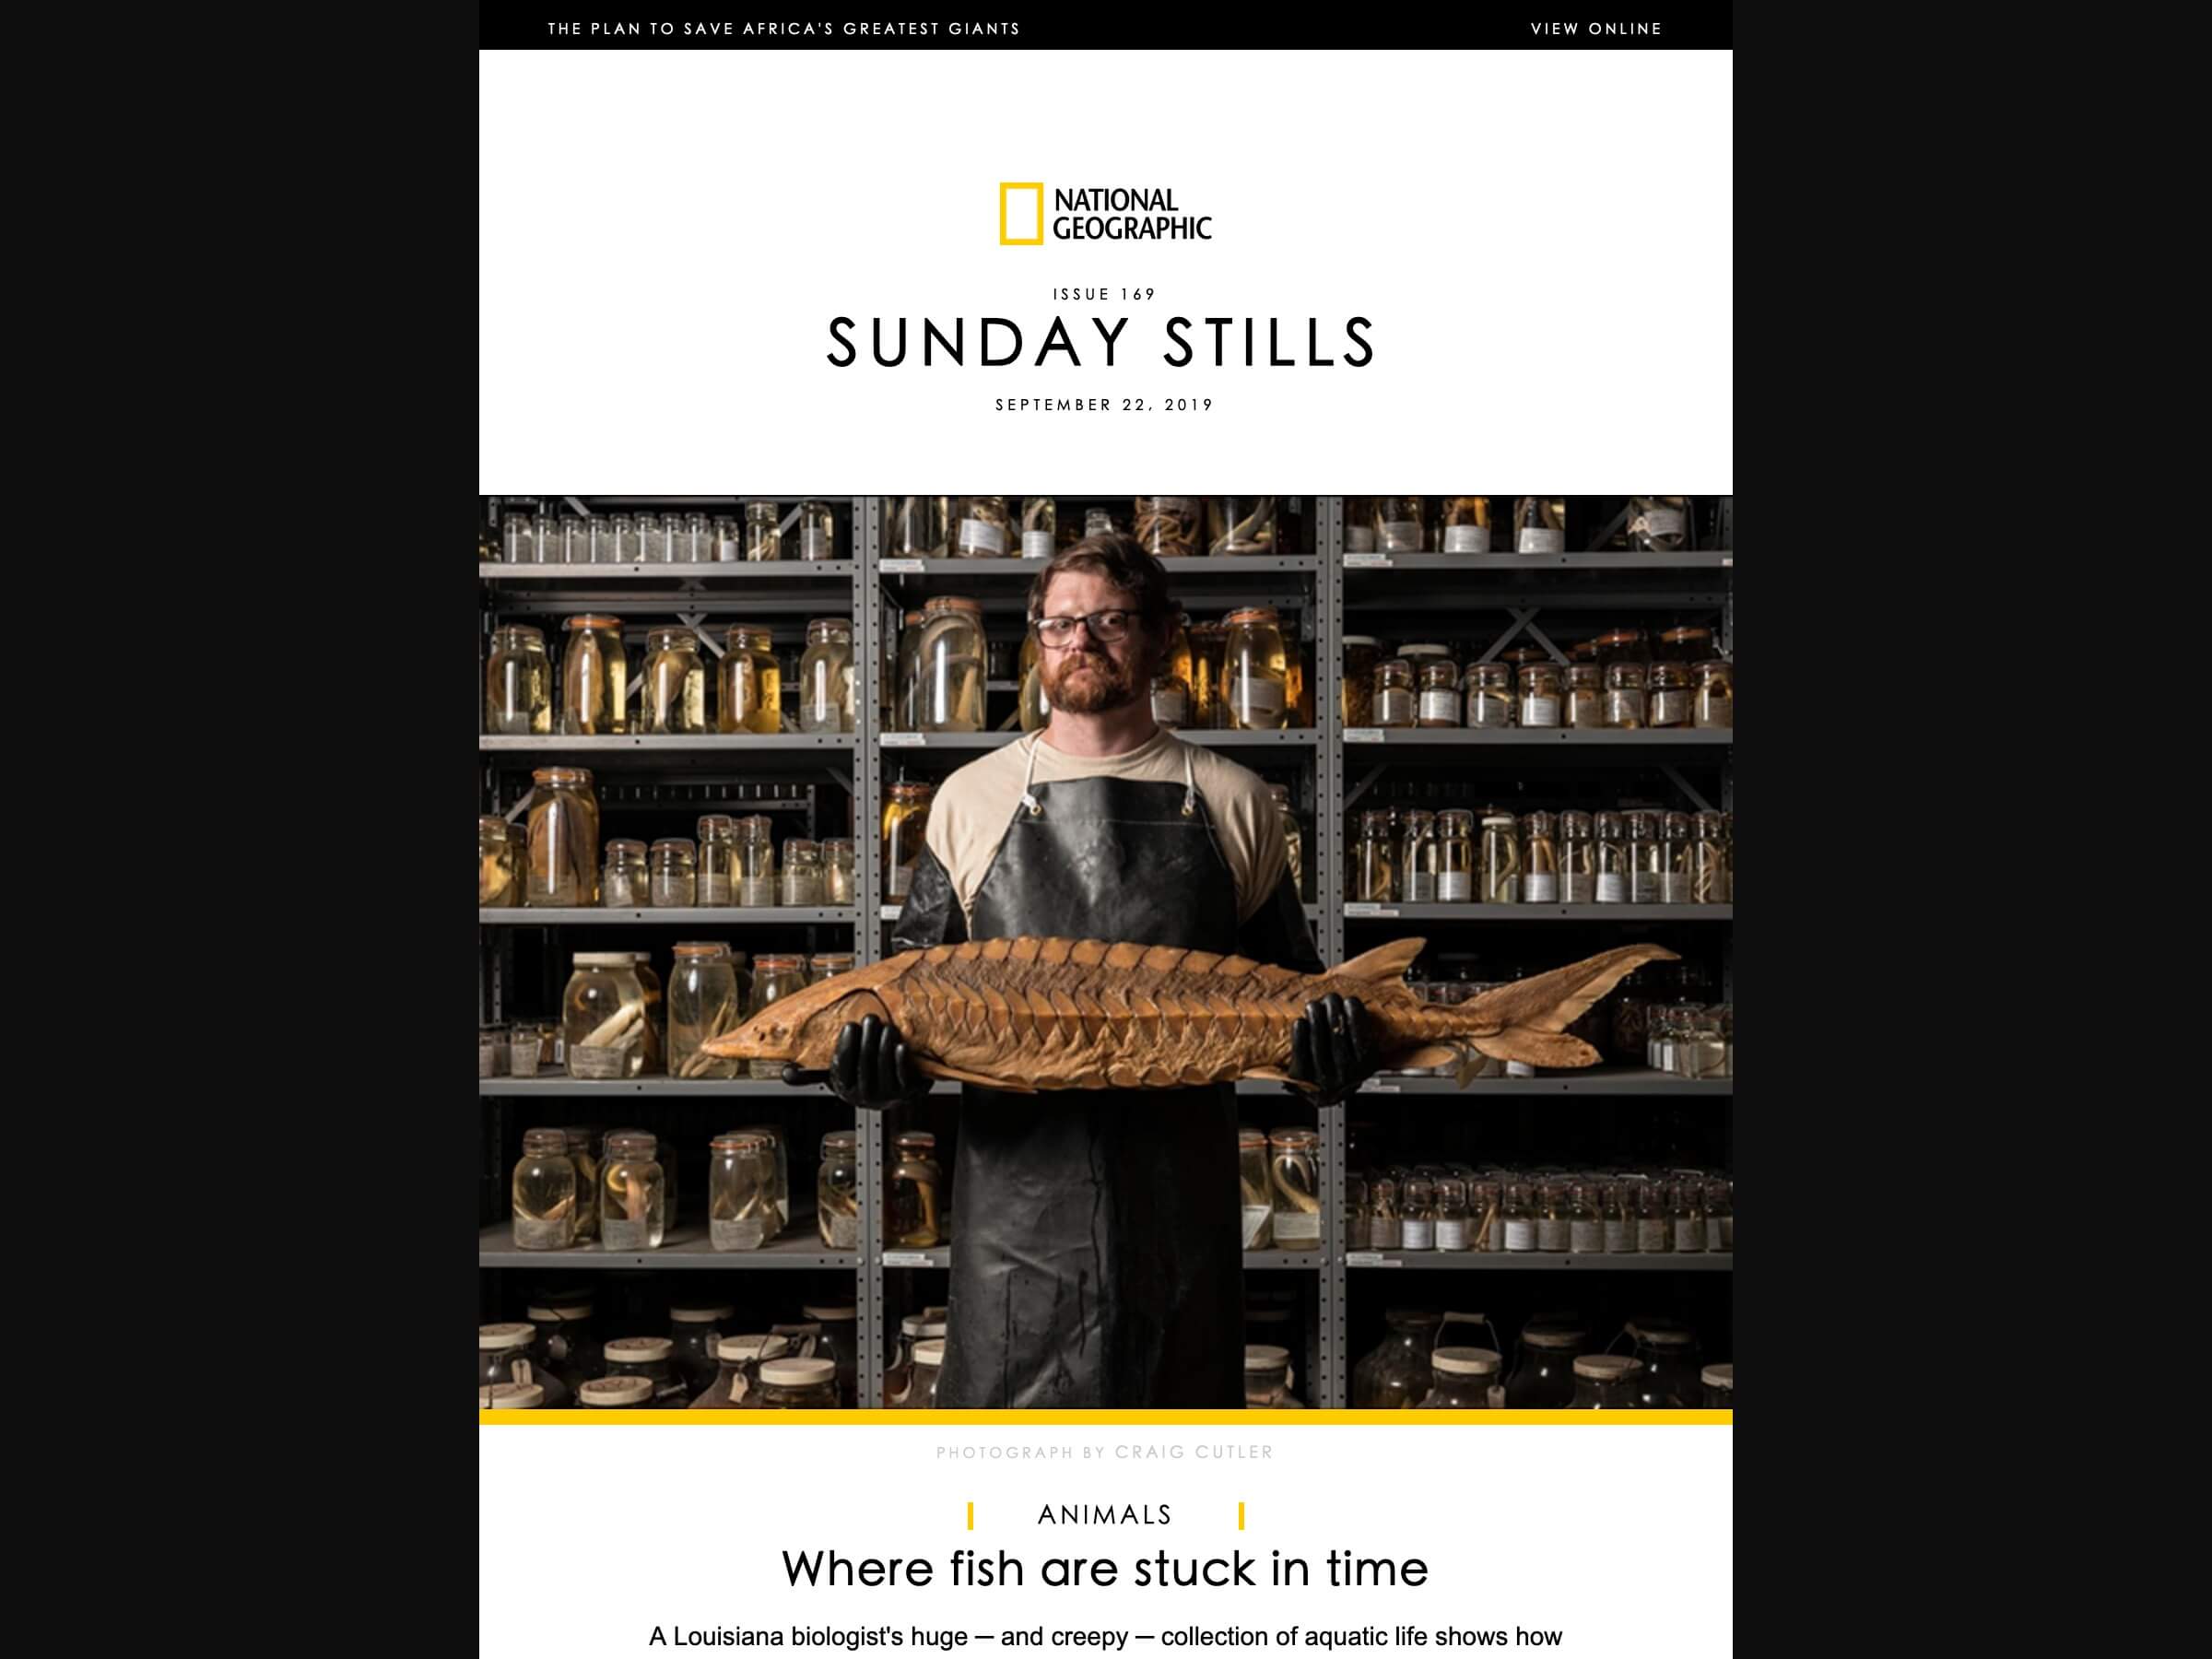 THE PLAN TO SAVE AFRICA'S GREATEST GIANTS
VIEW ONLINE
NATIONAL
GEOGRAPHIC
ISSUE 169
SUNDAY STILLS
SEPTEMBER 22, 2019
PHOTOGRAPH BY CRAIG CUTLER
ANIMALS
Where fish are stuck in time
A Louisiana biologist's huge — and creepy — collection of aquatic life shows how